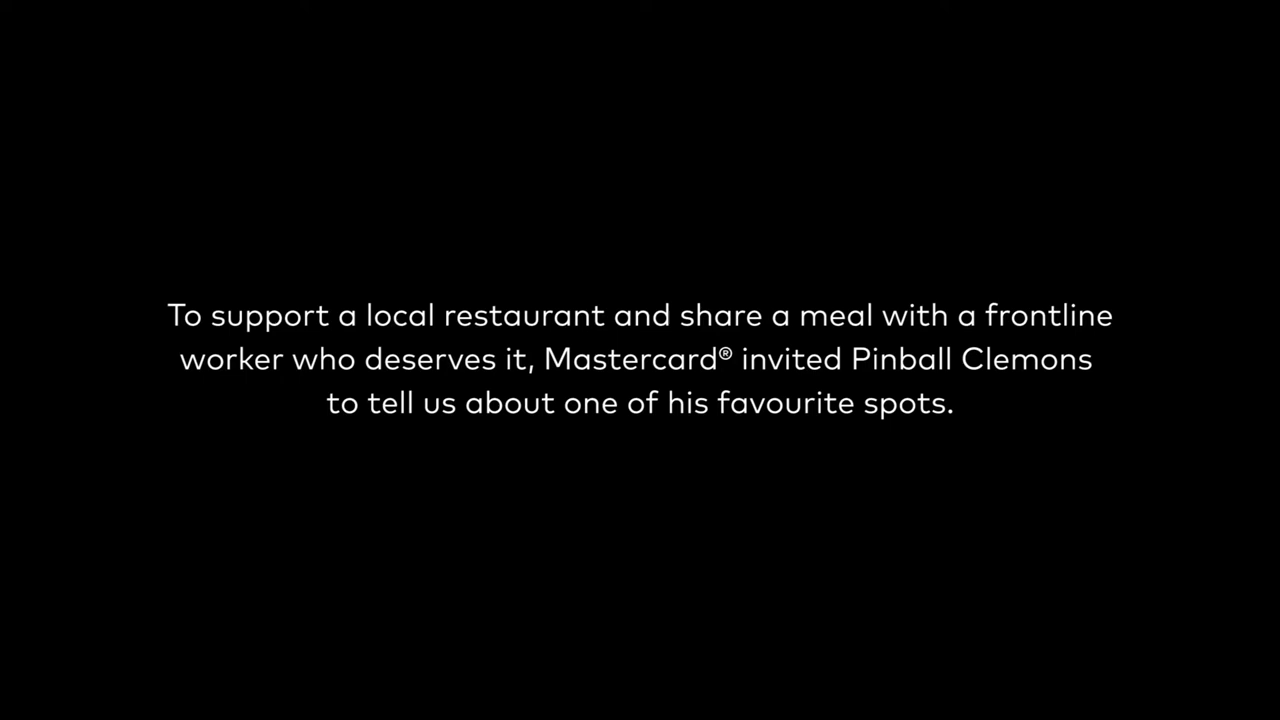 To support a local restaurant and share a meal with a frontline
worker who deserves it, Mastercard® invited Pinball Clemons
to tell us about one of his favourite spots.